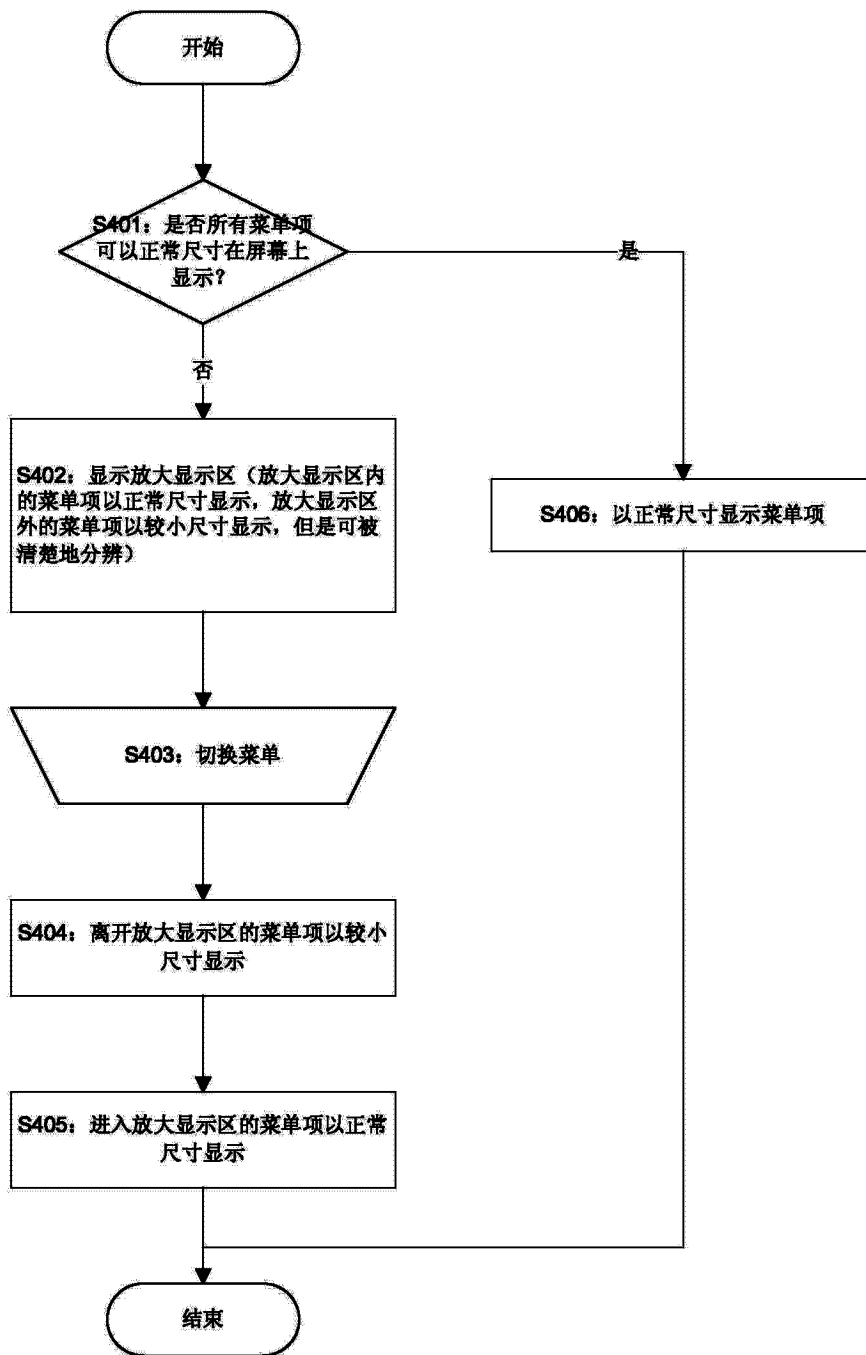 开始
S401：是否所有菜单项
可以正常尺寸在屏幕上
显示？
是
否
S402：显示放大显示区（放大显示区内
的菜单项以正常尺寸显示，放大显示区
外的菜单项以较小尺寸显示，但是可被
清楚地分辨）
S406：以正常尺寸显示菜单项
S403：切换菜单
S404：离开放大显示区的菜单项以较小
尺寸显示
S405：进入放大显示区的菜单项以正常
尺寸显示
结束